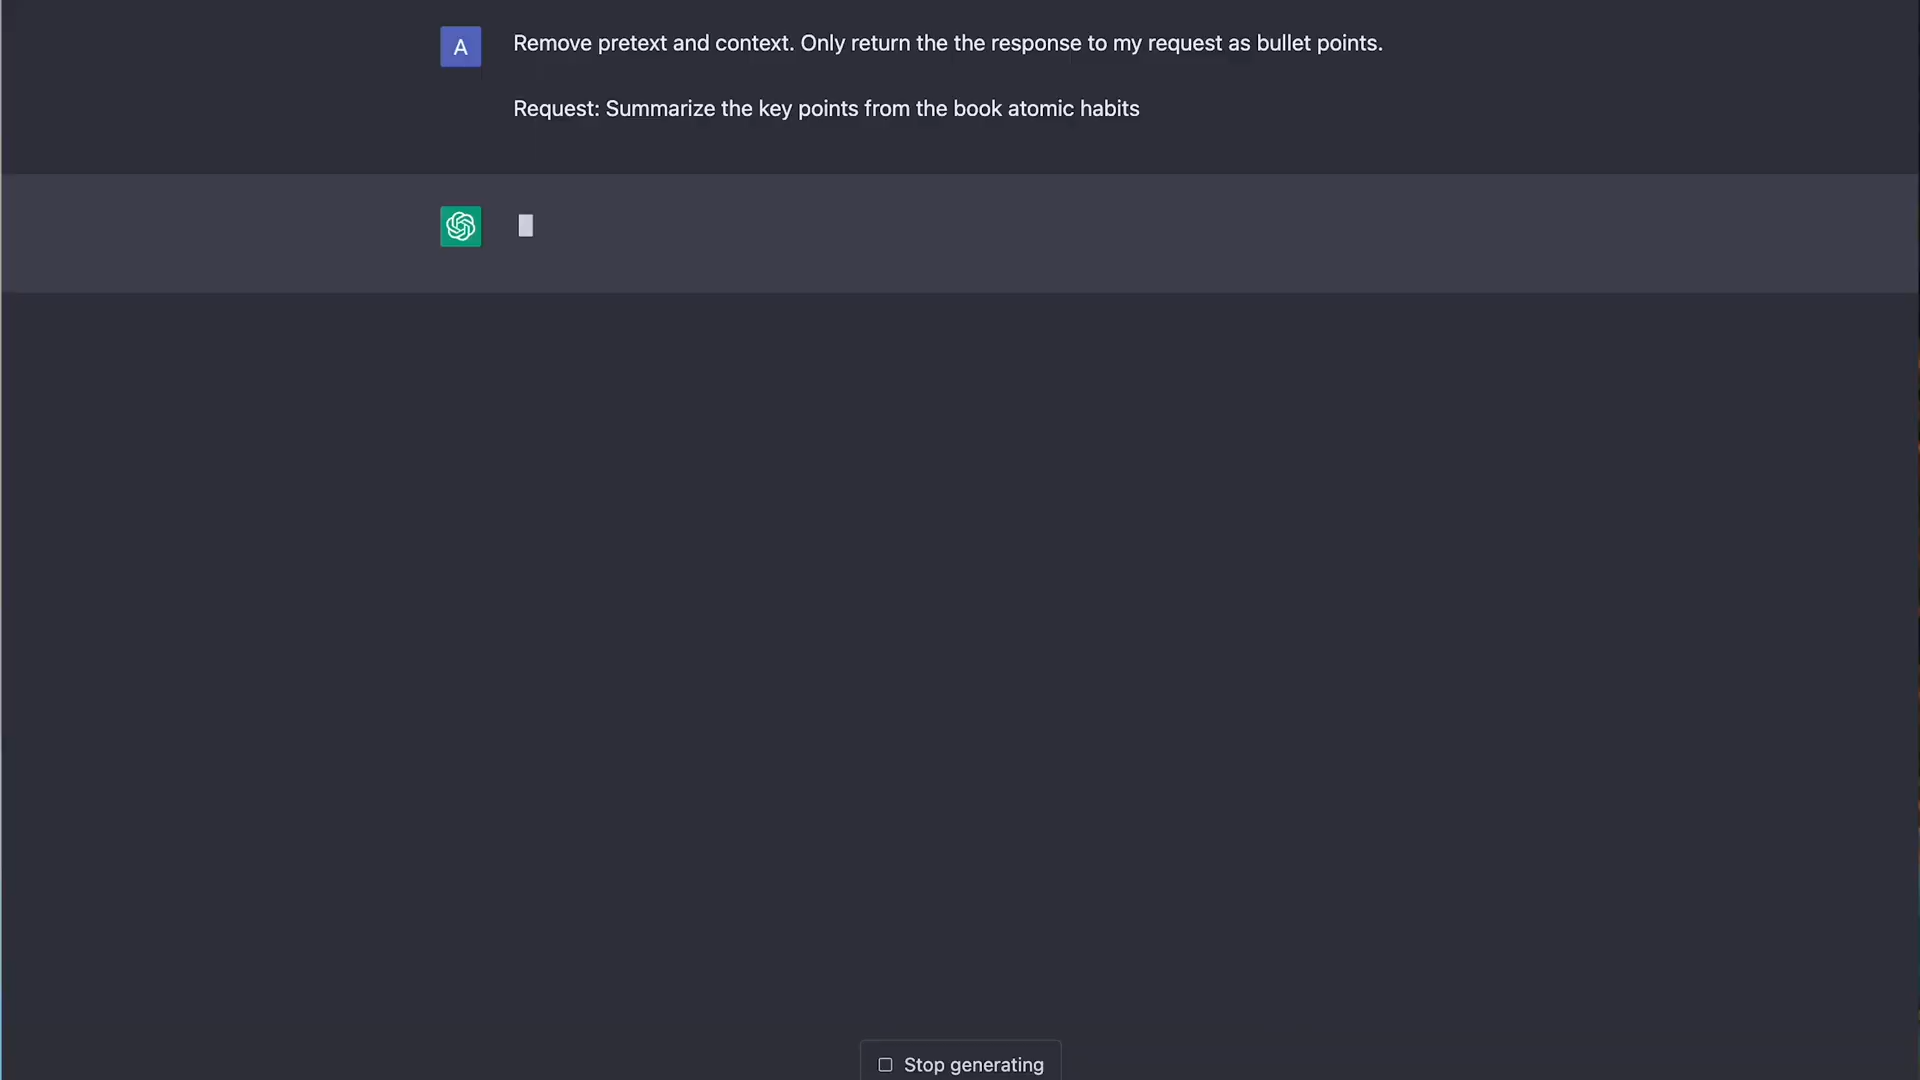 A
Remove pretext and context. Only return the the response to my request as bullet points.
Request: Summarize the key points from the book atomic habits
Stop generating